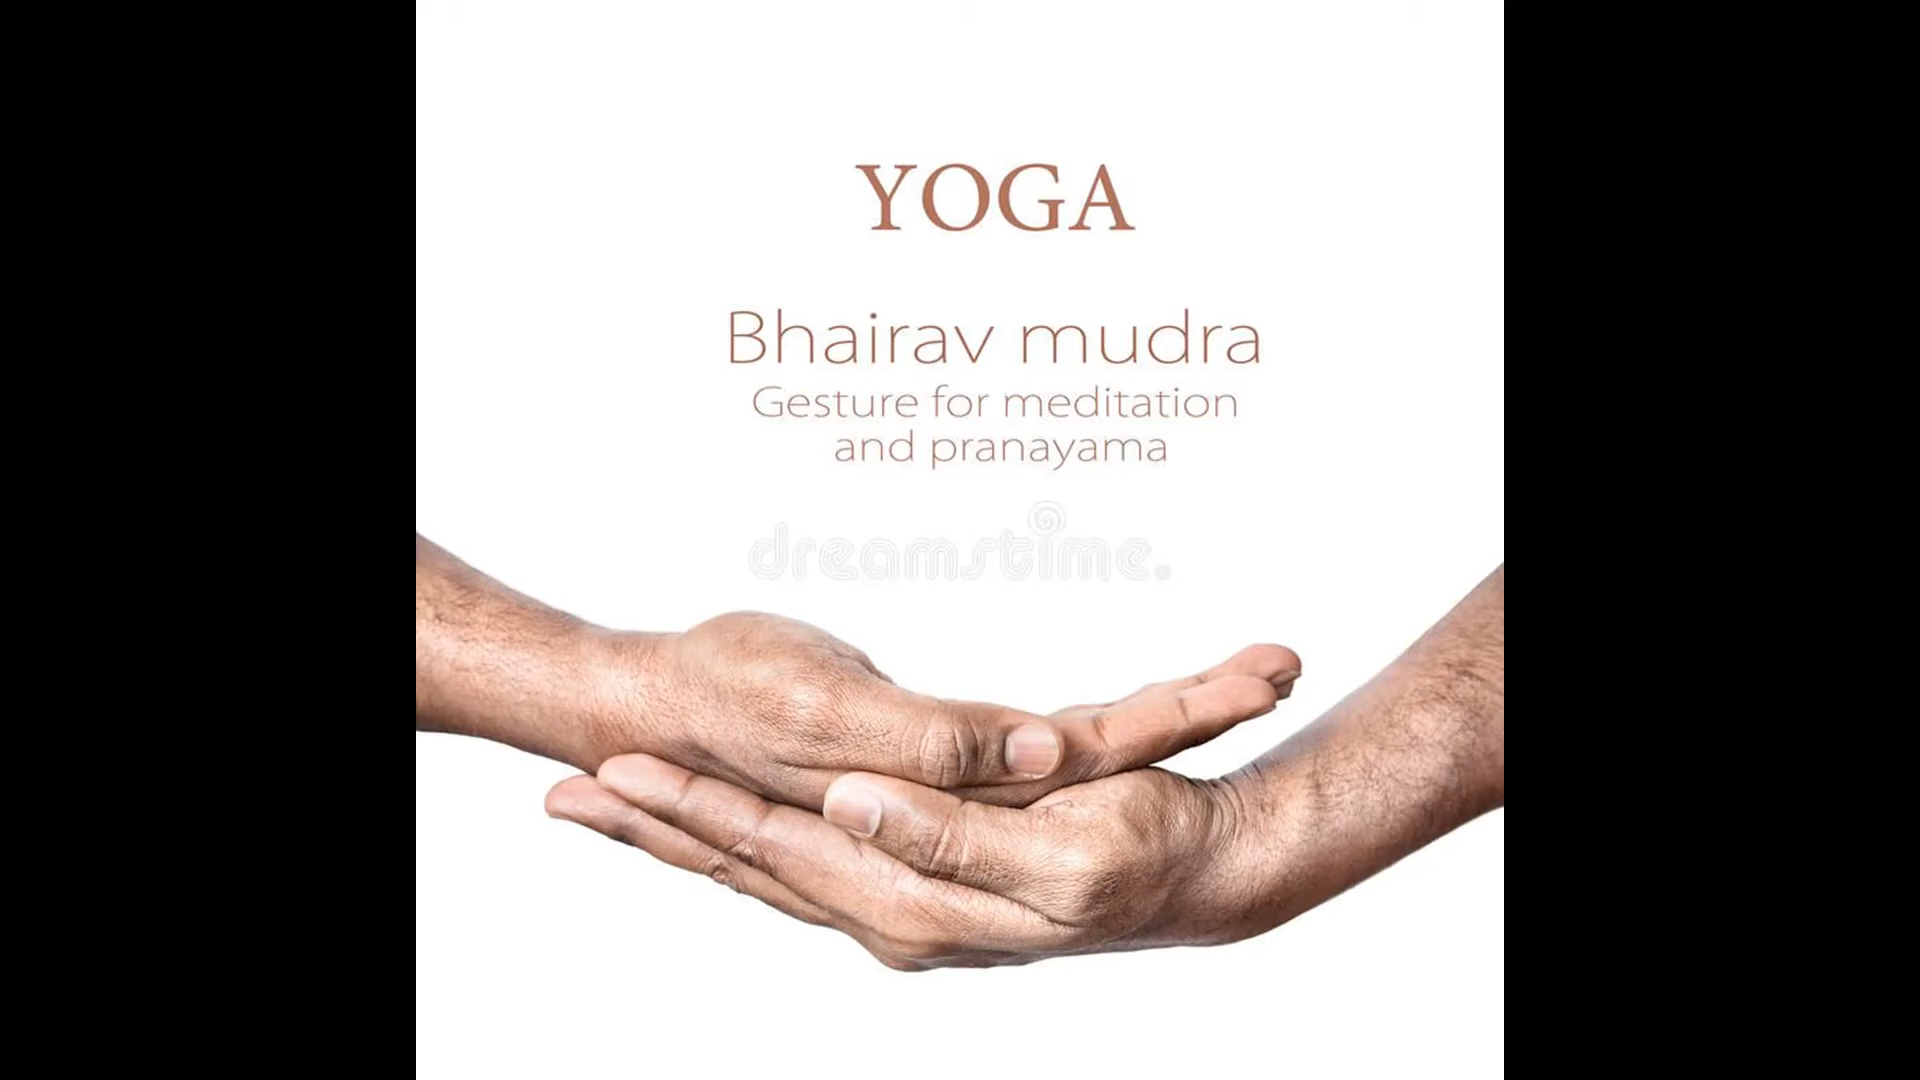 YOGA
Bhairav mudra
Gesture for meditation
and pranayama
dreamstime.